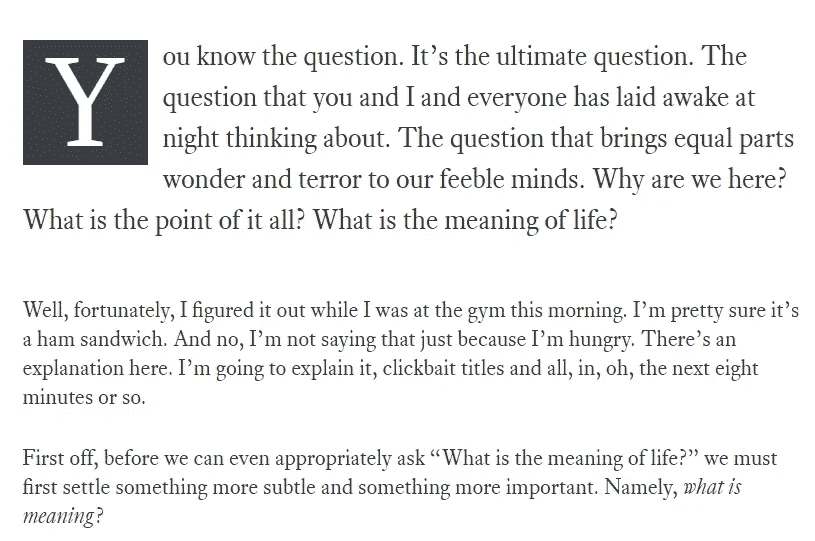 You know the question. It’s the ultimate question. The
question that you and I and everyone has laid awake at
night thinking about. The question that brings equal parts
wonder and terror to our feeble minds. Why are we here?
What is the point of it all? What is the meaning of life?
Well, fortunately, I figured it out while I was at the gym this morning. I’m pretty sure it’s
a ham sandwich. And no, I’m not saying that just because I’m hungry. There’s an
explanation here. I’m going to explain it, clickbait titles and all, in, oh, the next eight
minutes or so.
First off, before we can even appropriately ask “What is the meaning of life?” we must
first settle something more subtle and something more important. Namely, what is
meaning?